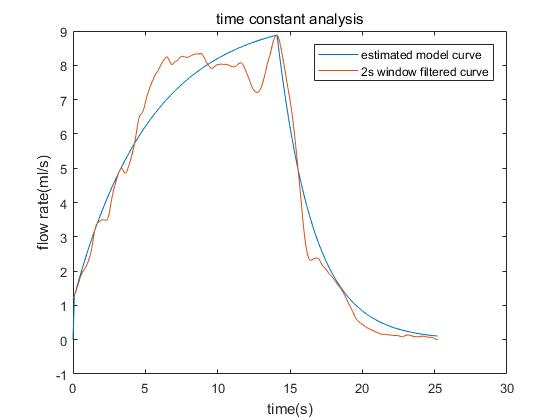 time constant analysis
estimated model curve
2s window filtered curve
9
8
7
6
5
4
3
2
1
0
-1
flow rate(ml/s)
0 5 10 15 20 25 30
time(s)